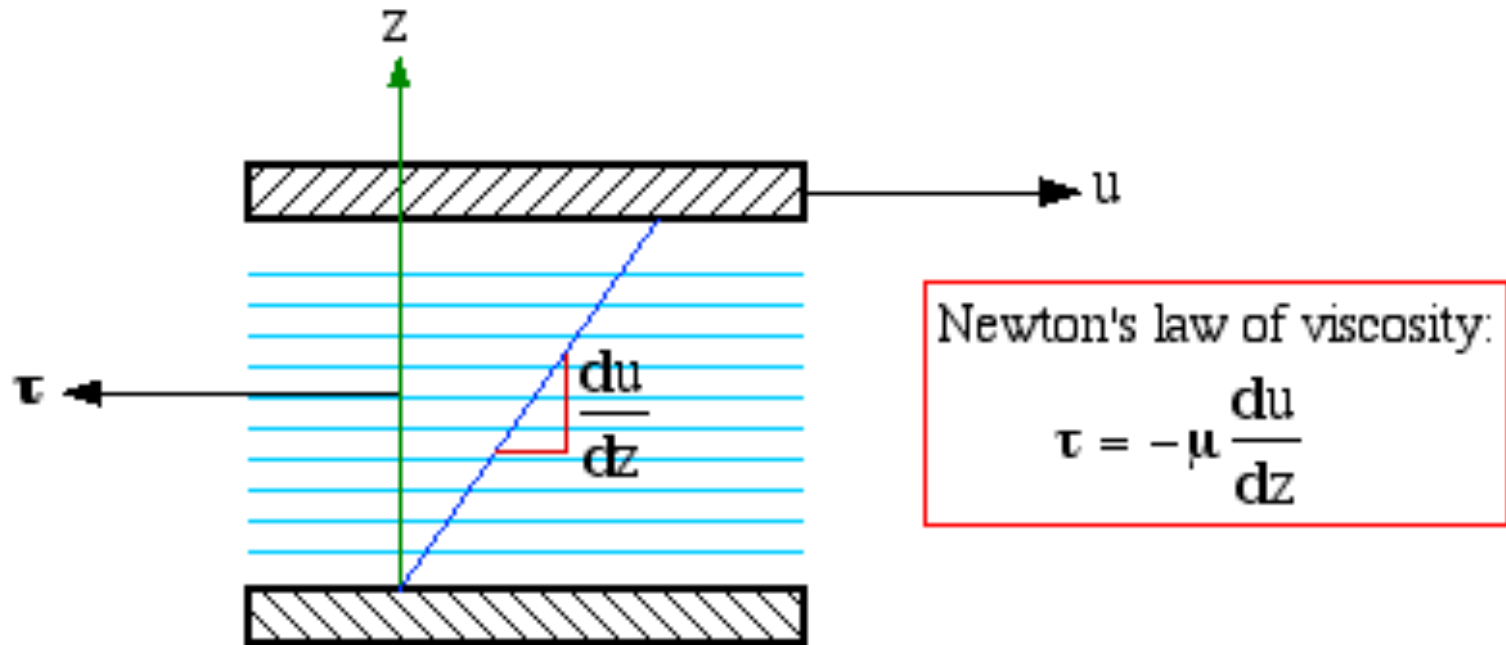 z
u
τ
du
dz
Newton's law of viscosity:
τ = −μ du/dz